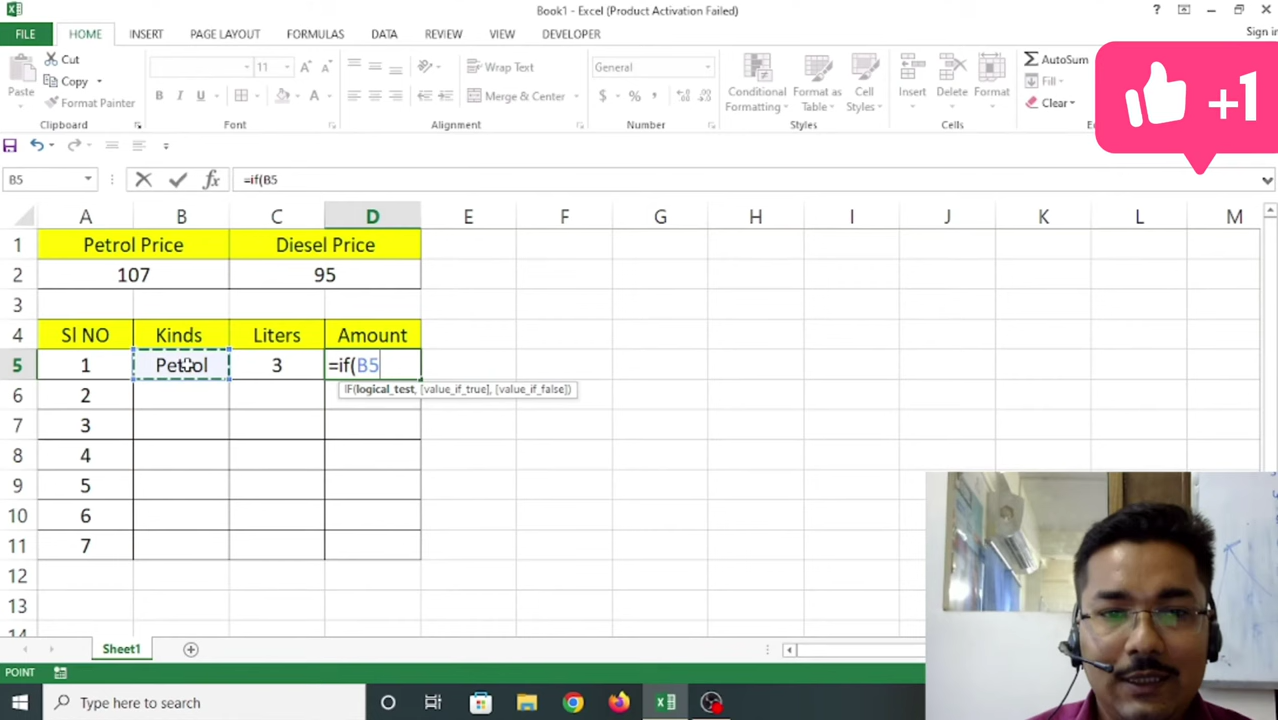 Book1 - Excel (Product Activation Failed)
?
Sign in
FILE HOME INSERT PAGE LAYOUT FORMULAS DATA REVIEW VIEW DEVELOPER
Paste
Cut
Copy
Format Painter
Clipboard
11
B I U
Font
Wrap Text
Merge & Center
Alignment
General
$ % ,
Number
Conditional Formatting
Format as Table
Cell Styles
Styles
Insert
Delete
Format
Cells
AutoSum
Fill
Clear
+1
B5 =if(B5
A B C D E F G H I J K L M
1 Petrol Price Diesel Price
2 107 95
3
4 Sl NO Kinds Liters Amount
5 1 Petrol 3 =if(B5
IF(logical_test, [value_if_true], [value_if_false])
6 2
7 3
8 4
9 5
10 6
11 7
12
13
14
Sheet1
POINT
Type here to search